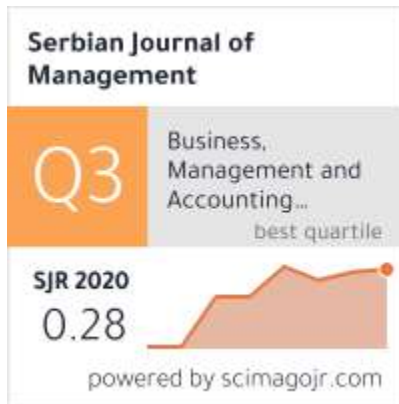 Serbian Journal of
Management
Q3
Business,
Management and
Accounting...
best quartile
SJR 2020
0.28
powered by scimagojr.com